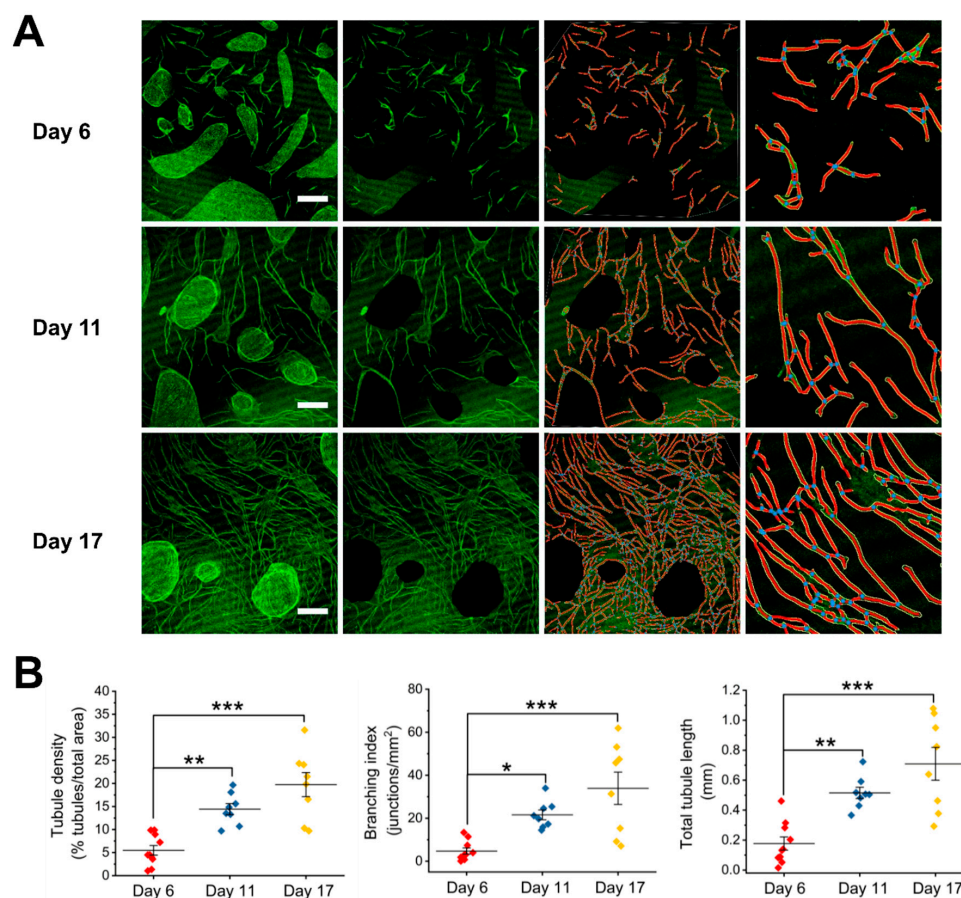 A
Day 6
Day 11
Day 17
B
Tubule density
(% tubules/total area)
40
35
30
25
20
15
10
5
0
**
***
Day 6 Day 11 Day 17
Branching index
(junctions/mm²)
80
60
40
20
0
*
***
Day 6 Day 11 Day 17
Total tubule length
(mm)
1.2
1.0
0.8
0.6
0.4
0.2
0.0
**
***
Day 6 Day 11 Day 17